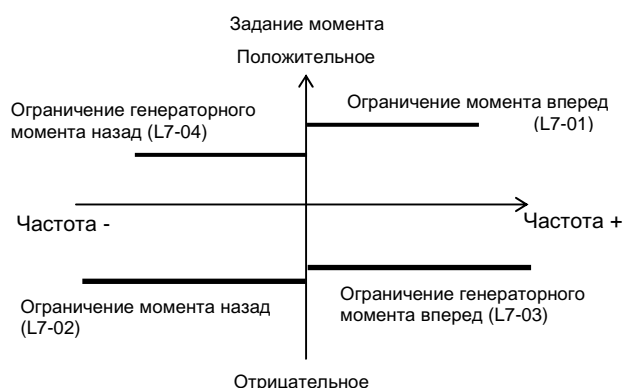 Задание момента
Положительное
Ограничение генераторного
момента назад (L7-04)
Ограничение момента вперед
(L7-01)
Частота -
Частота +
Ограничение момента назад
(L7-02)
Ограничение генераторного
момента вперед (L7-03)
Отрицательное